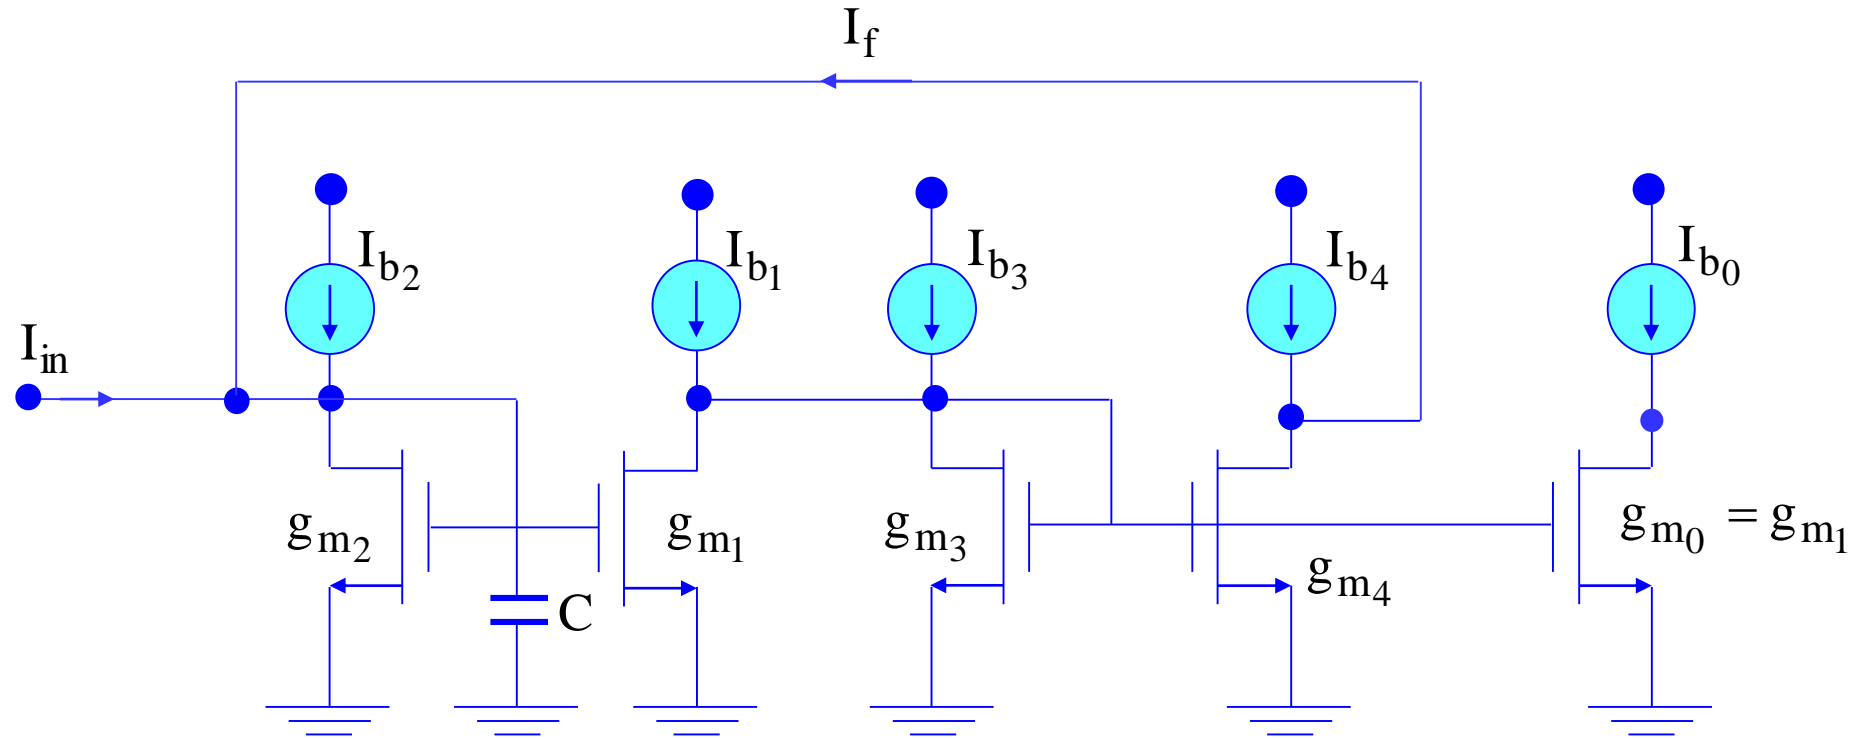 I_f
I_b2
I_b1
I_b3
I_b4
I_b0
I_in
g_m2
g_m1
g_m3
g_m0 = g_m1
g_m4
C